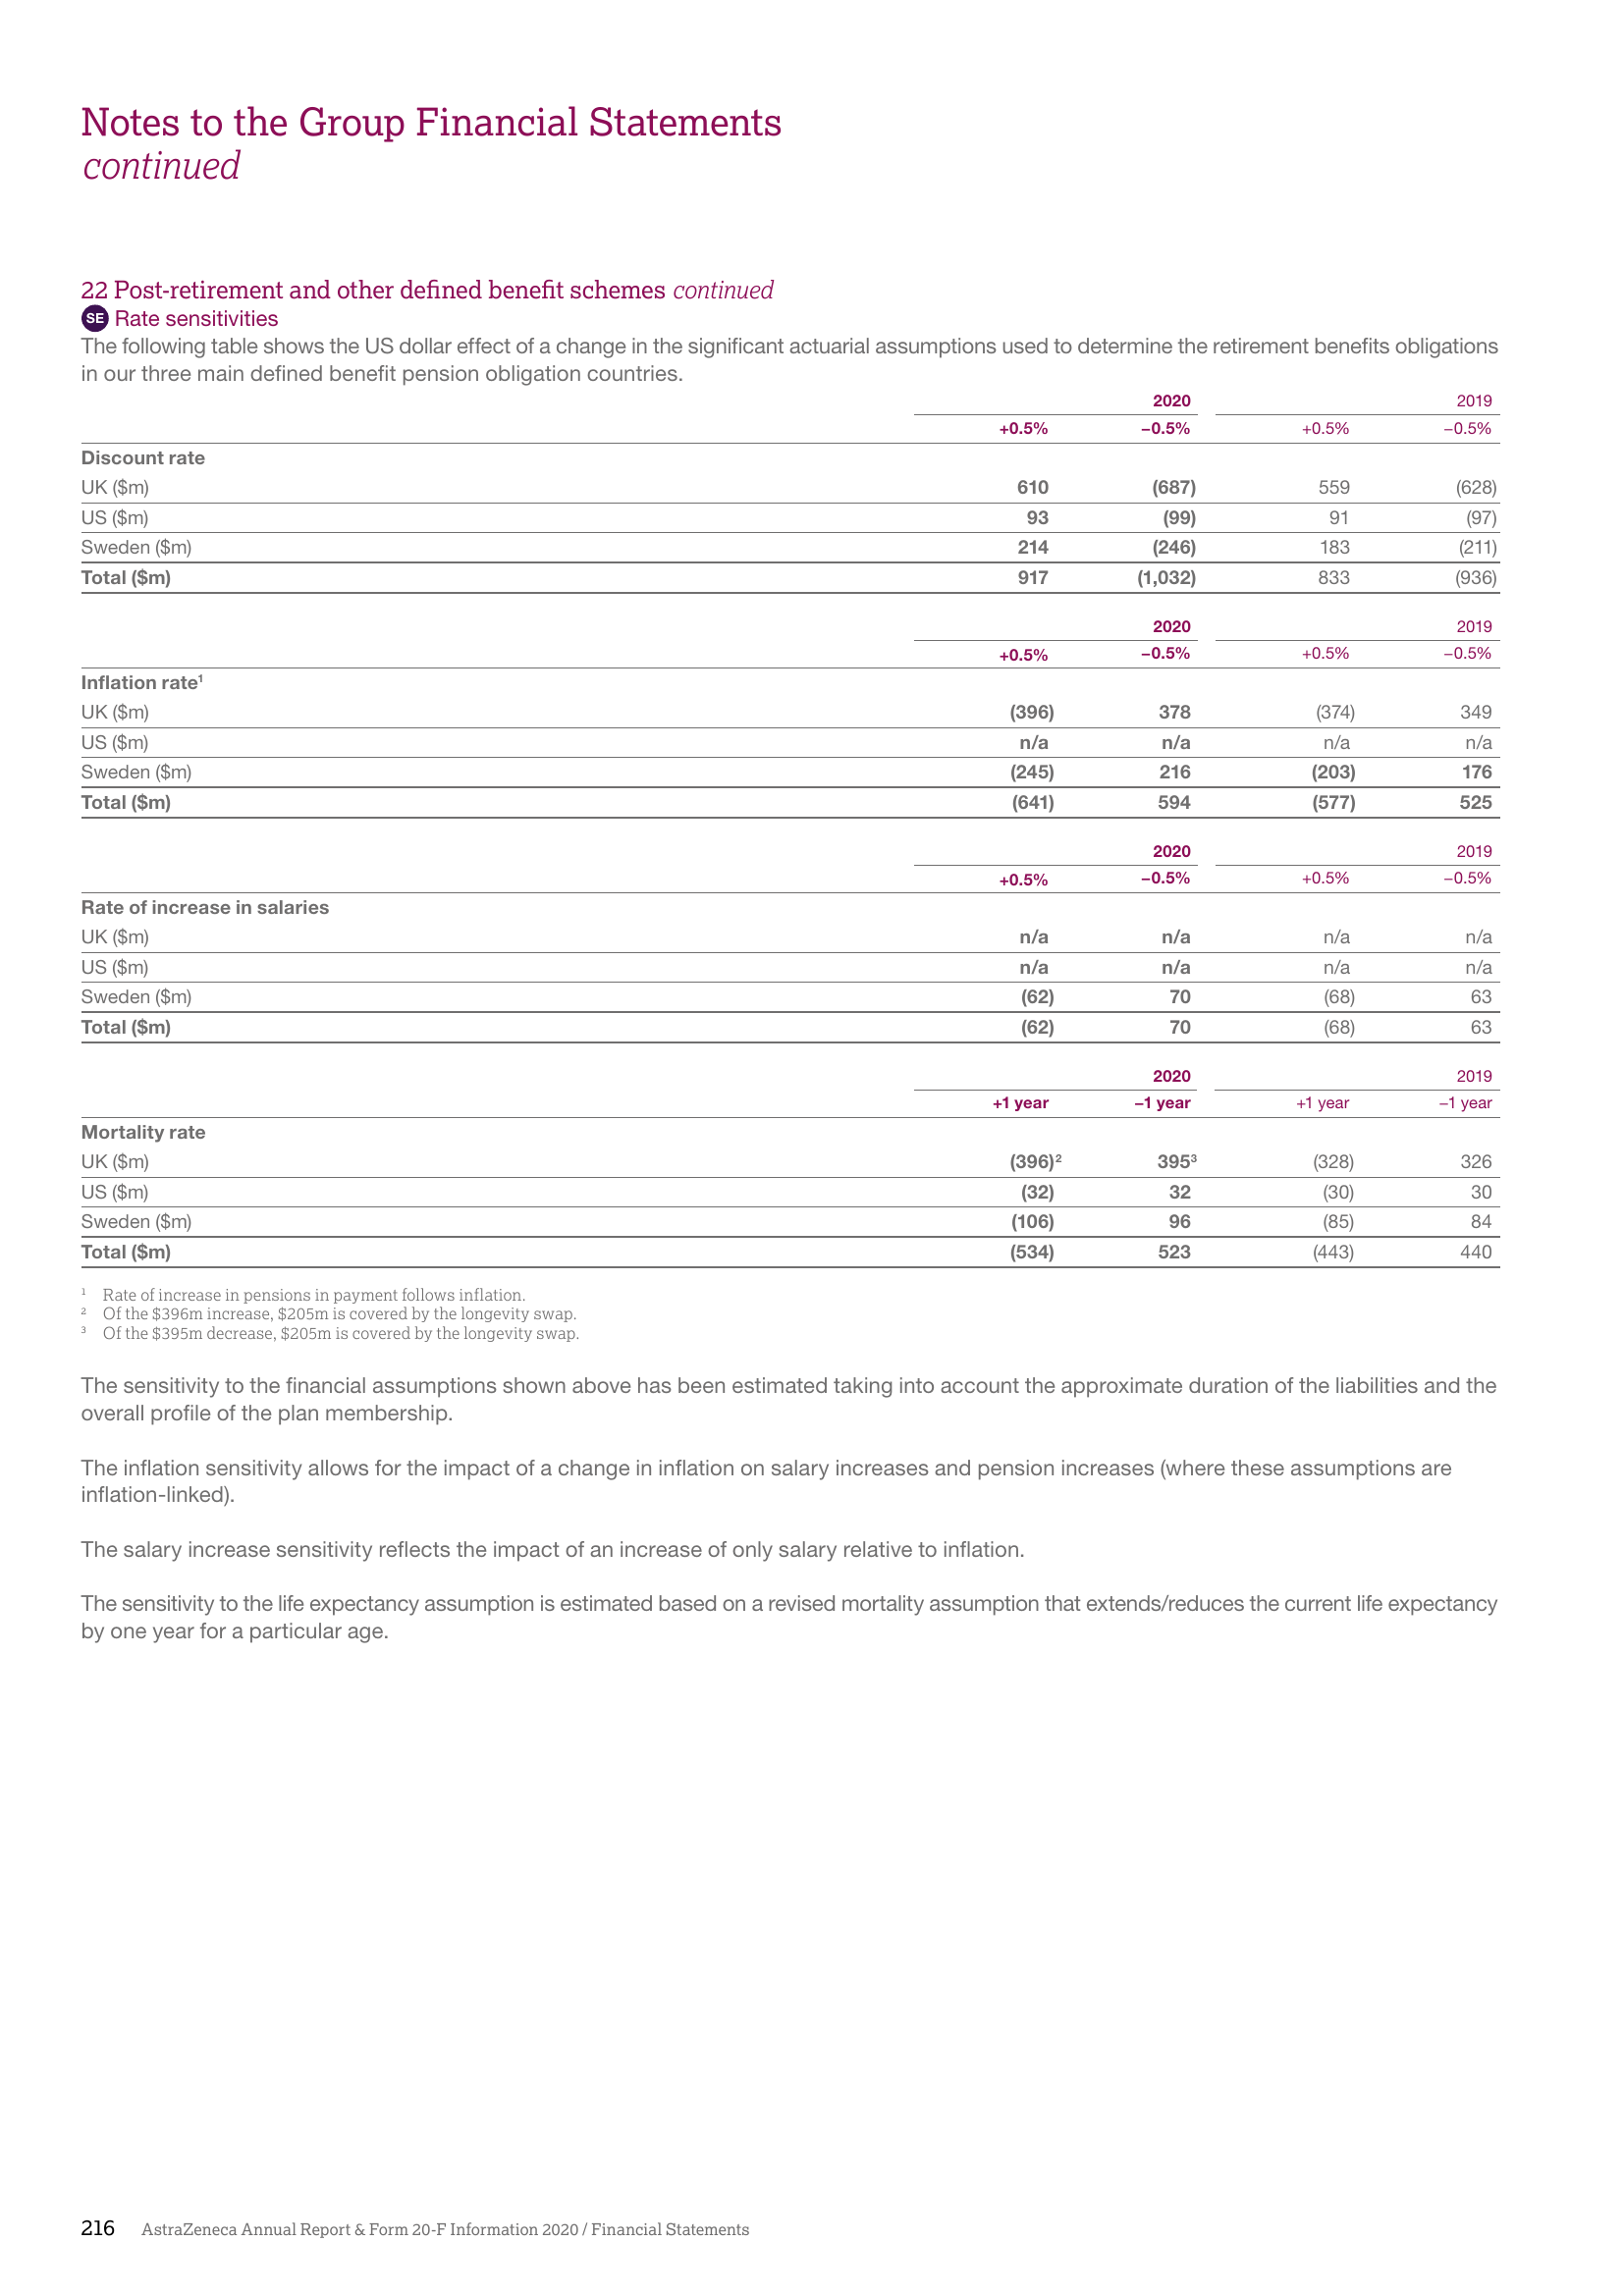 Notes to the Group Financial Statements
continued
22 Post-retirement and other defined benefit schemes continued
SE Rate sensitivities
The following table shows the US dollar effect of a change in the significant actuarial assumptions used to determine the retirement benefits obligations
in our three main defined benefit pension obligation countries.
2020 2019
+0.5% –0.5% +0.5% –0.5%
Discount rate
UK ($m) 610 (687) 559 (628)
US ($m) 93 (99) 91 (97)
Sweden ($m) 214 (246) 183 (211)
Total ($m) 917 (1,032) 833 (936)
2020 2019
+0.5% –0.5% +0.5% –0.5%
Inflation rate¹
UK ($m) (396) 378 (374) 349
US ($m) n/a n/a n/a n/a
Sweden ($m) (245) 216 (203) 176
Total ($m) (641) 594 (577) 525
2020 2019
+0.5% –0.5% +0.5% –0.5%
Rate of increase in salaries
UK ($m) n/a n/a n/a n/a
US ($m) n/a n/a n/a n/a
Sweden ($m) (62) 70 (68) 63
Total ($m) (62) 70 (68) 63
2020 2019
+1 year –1 year +1 year –1 year
Mortality rate
UK ($m) (396)² 395³ (328) 326
US ($m) (32) 32 (30) 30
Sweden ($m) (106) 96 (85) 84
Total ($m) (534) 523 (443) 440
¹ Rate of increase in pensions in payment follows inflation.
² Of the $396m increase, $205m is covered by the longevity swap.
³ Of the $395m decrease, $205m is covered by the longevity swap.
The sensitivity to the financial assumptions shown above has been estimated taking into account the approximate duration of the liabilities and the
overall profile of the plan membership.
The inflation sensitivity allows for the impact of a change in inflation on salary increases and pension increases (where these assumptions are
inflation-linked).
The salary increase sensitivity reflects the impact of an increase of only salary relative to inflation.
The sensitivity to the life expectancy assumption is estimated based on a revised mortality assumption that extends/reduces the current life expectancy
by one year for a particular age.
216 AstraZeneca Annual Report & Form 20-F Information 2020 / Financial Statements